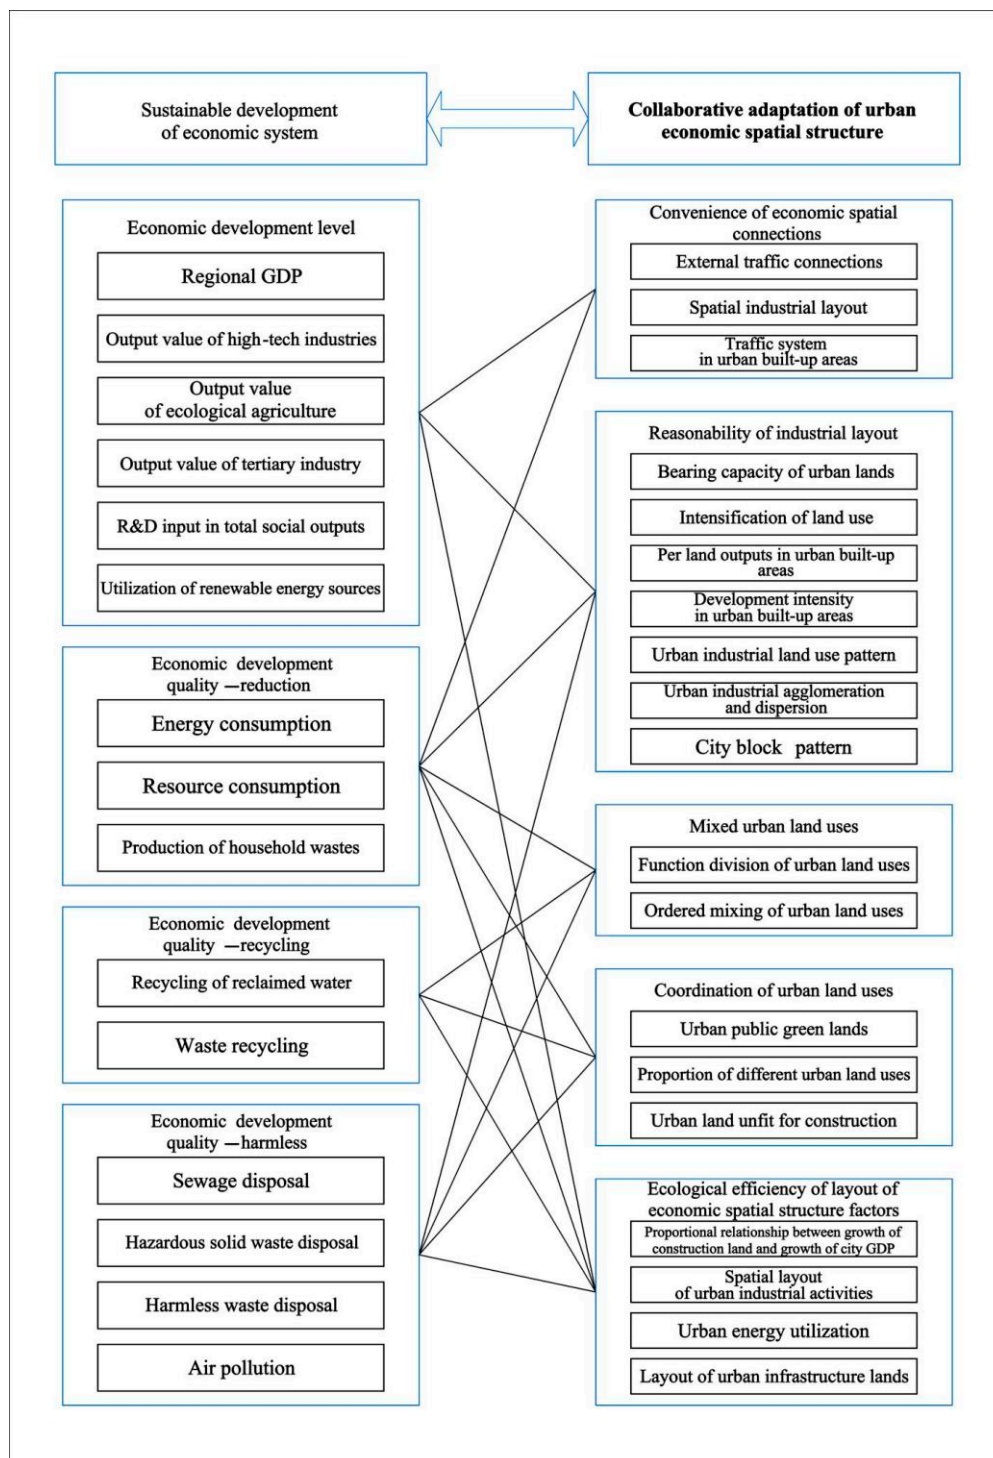 Sustainable development
of economic system
Collaborative adaptation of urban
economic spatial structure
Economic development level
Regional GDP
Output value of high-tech industries
Output value
of ecological agriculture
Output value of tertiary industry
R&D input in total social outputs
Utilization of renewable energy sources
Economic development
quality —reduction
Energy consumption
Resource consumption
Production of household wastes
Economic development
quality —recycling
Recycling of reclaimed water
Waste recycling
Economic development
quality —harmless
Sewage disposal
Hazardous solid waste disposal
Harmless waste disposal
Air pollution
Convenience of economic spatial
connections
External traffic connections
Spatial industrial layout
Traffic system
in urban built-up areas
Reasonability of industrial layout
Bearing capacity of urban lands
Intensification of land use
Per land outputs in urban built-up
areas
Development intensity
in urban built-up areas
Urban industrial land use pattern
Urban industrial agglomeration
and dispersion
City block pattern
Mixed urban land uses
Function division of urban land uses
Ordered mixing of urban land uses
Coordination of urban land uses
Urban public green lands
Proportion of different urban land uses
Urban land unfit for construction
Ecological efficiency of layout of
economic spatial structure factors
Proportional relationship between growth of
construction land and growth of city GDP
Spatial layout
of urban industrial activities
Urban energy utilization
Layout of urban infrastructure lands